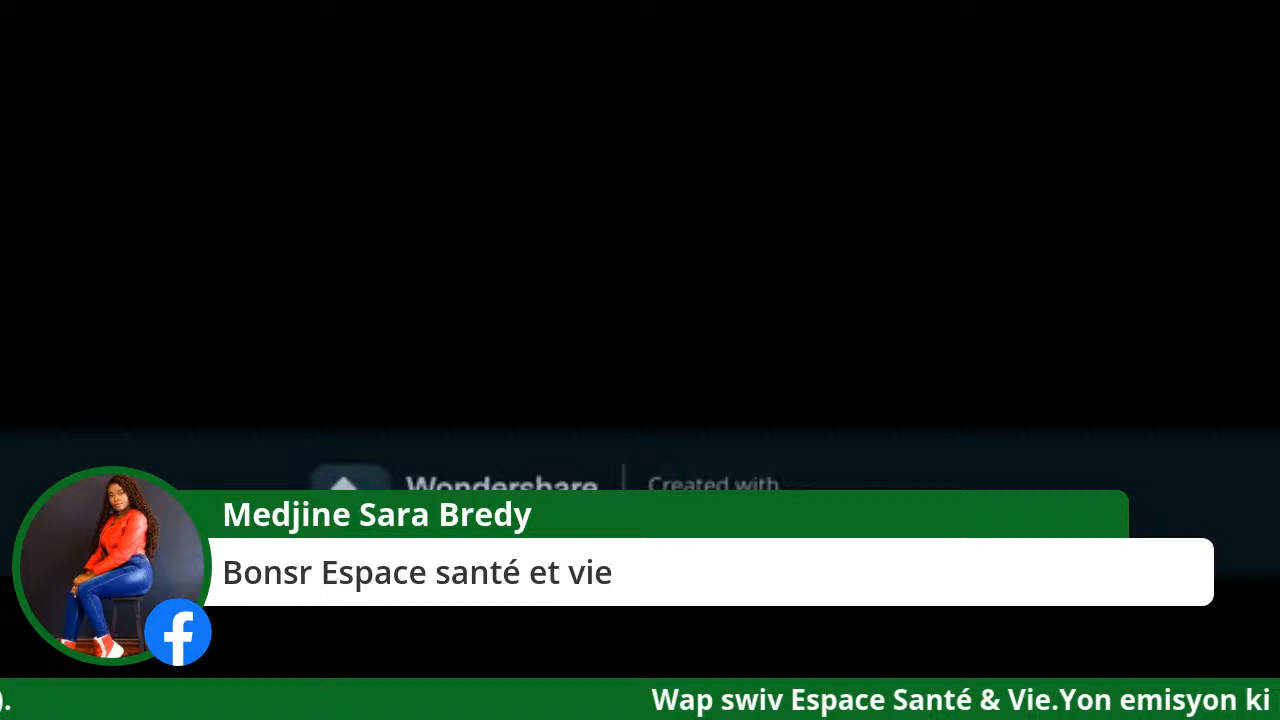 Wondershare
Created with
Medjine Sara Bredy
Bonsr Espace santé et vie
). Wap swiv Espace Santé & Vie.Yon emisyon ki